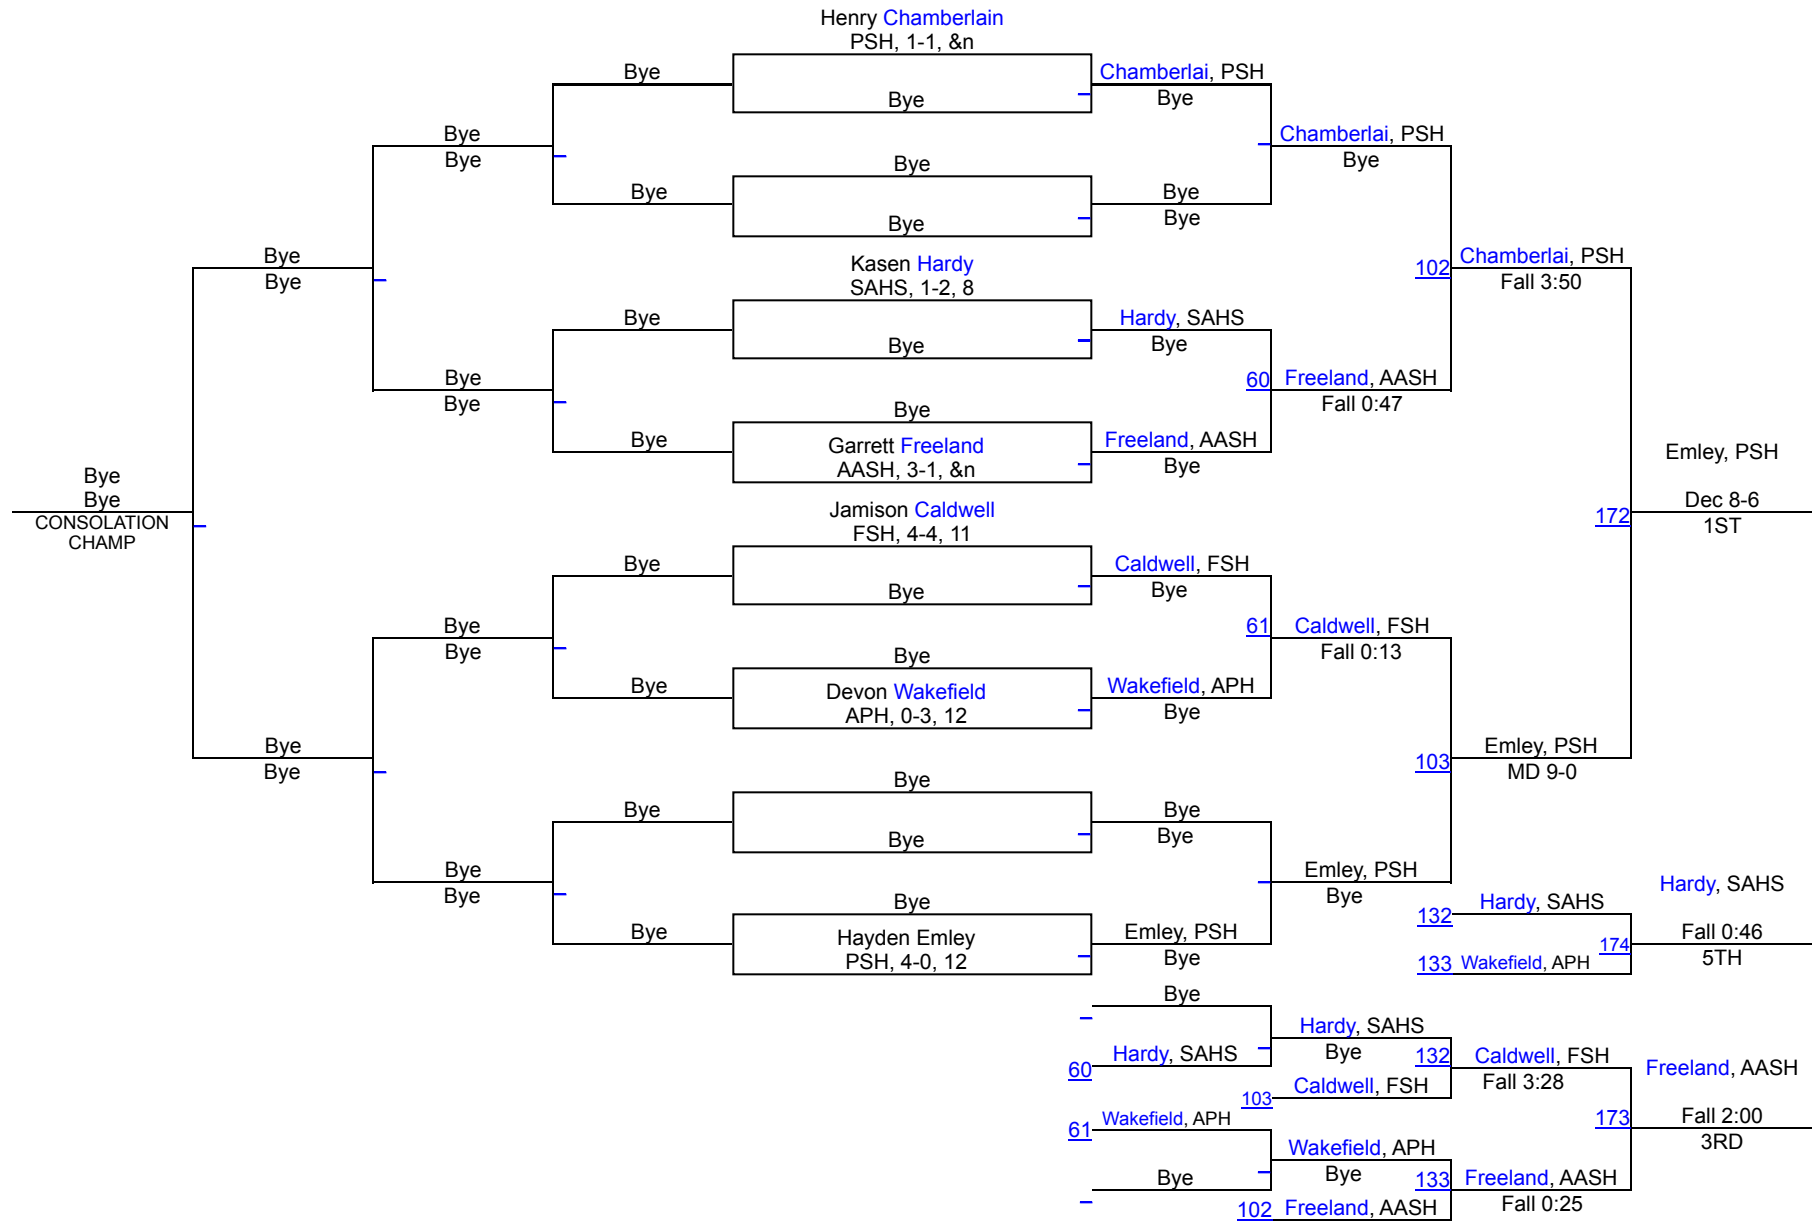 Henry Chamberlain
PSH, 1-1, &n
Bye
Chamberlai, PSH
Bye
Bye
Bye
Bye
Chamberlai, PSH
Bye
Bye
Bye
Bye
Bye
Bye
Bye
Kasen Hardy
SAHS, 1-2, 8
Bye
Bye
Chamberlai, PSH
102
Fall 3:50
Bye
Hardy, SAHS
Bye
Bye
Bye
Bye
60
Freeland, AASH
Fall 0:47
Bye
Bye
Garrett Freeland
AASH, 3-1, &n
Freeland, AASH
Bye
Bye
Bye
CONSOLATION
CHAMP
Emley, PSH
Jamison Caldwell
FSH, 4-4, 11
172
Dec 8-6
1ST
Bye
Bye
Caldwell, FSH
Bye
Bye
Bye
61
Caldwell, FSH
Fall 0:13
Bye
Bye
Devon Wakefield
APH, 0-3, 12
Wakefield, APH
Bye
Bye
Bye
103
Emley, PSH
MD 9-0
Bye
Bye
Bye
Bye
Bye
Bye
Bye
Emley, PSH
Bye
Hardy, SAHS
Bye
Bye
Hayden Emley
PSH, 4-0, 12
Emley, PSH
Bye
132
Hardy, SAHS
174
Fall 0:46
5TH
133
Wakefield, APH
Bye
Hardy, SAHS
Bye
60
Hardy, SAHS
132
Caldwell, FSH
Fall 3:28
Freeland, AASH
103
Caldwell, FSH
61
Wakefield, APH
173
Fall 2:00
3RD
Wakefield, APH
Bye
Bye
133
Freeland, AASH
Fall 0:25
102
Freeland, AASH